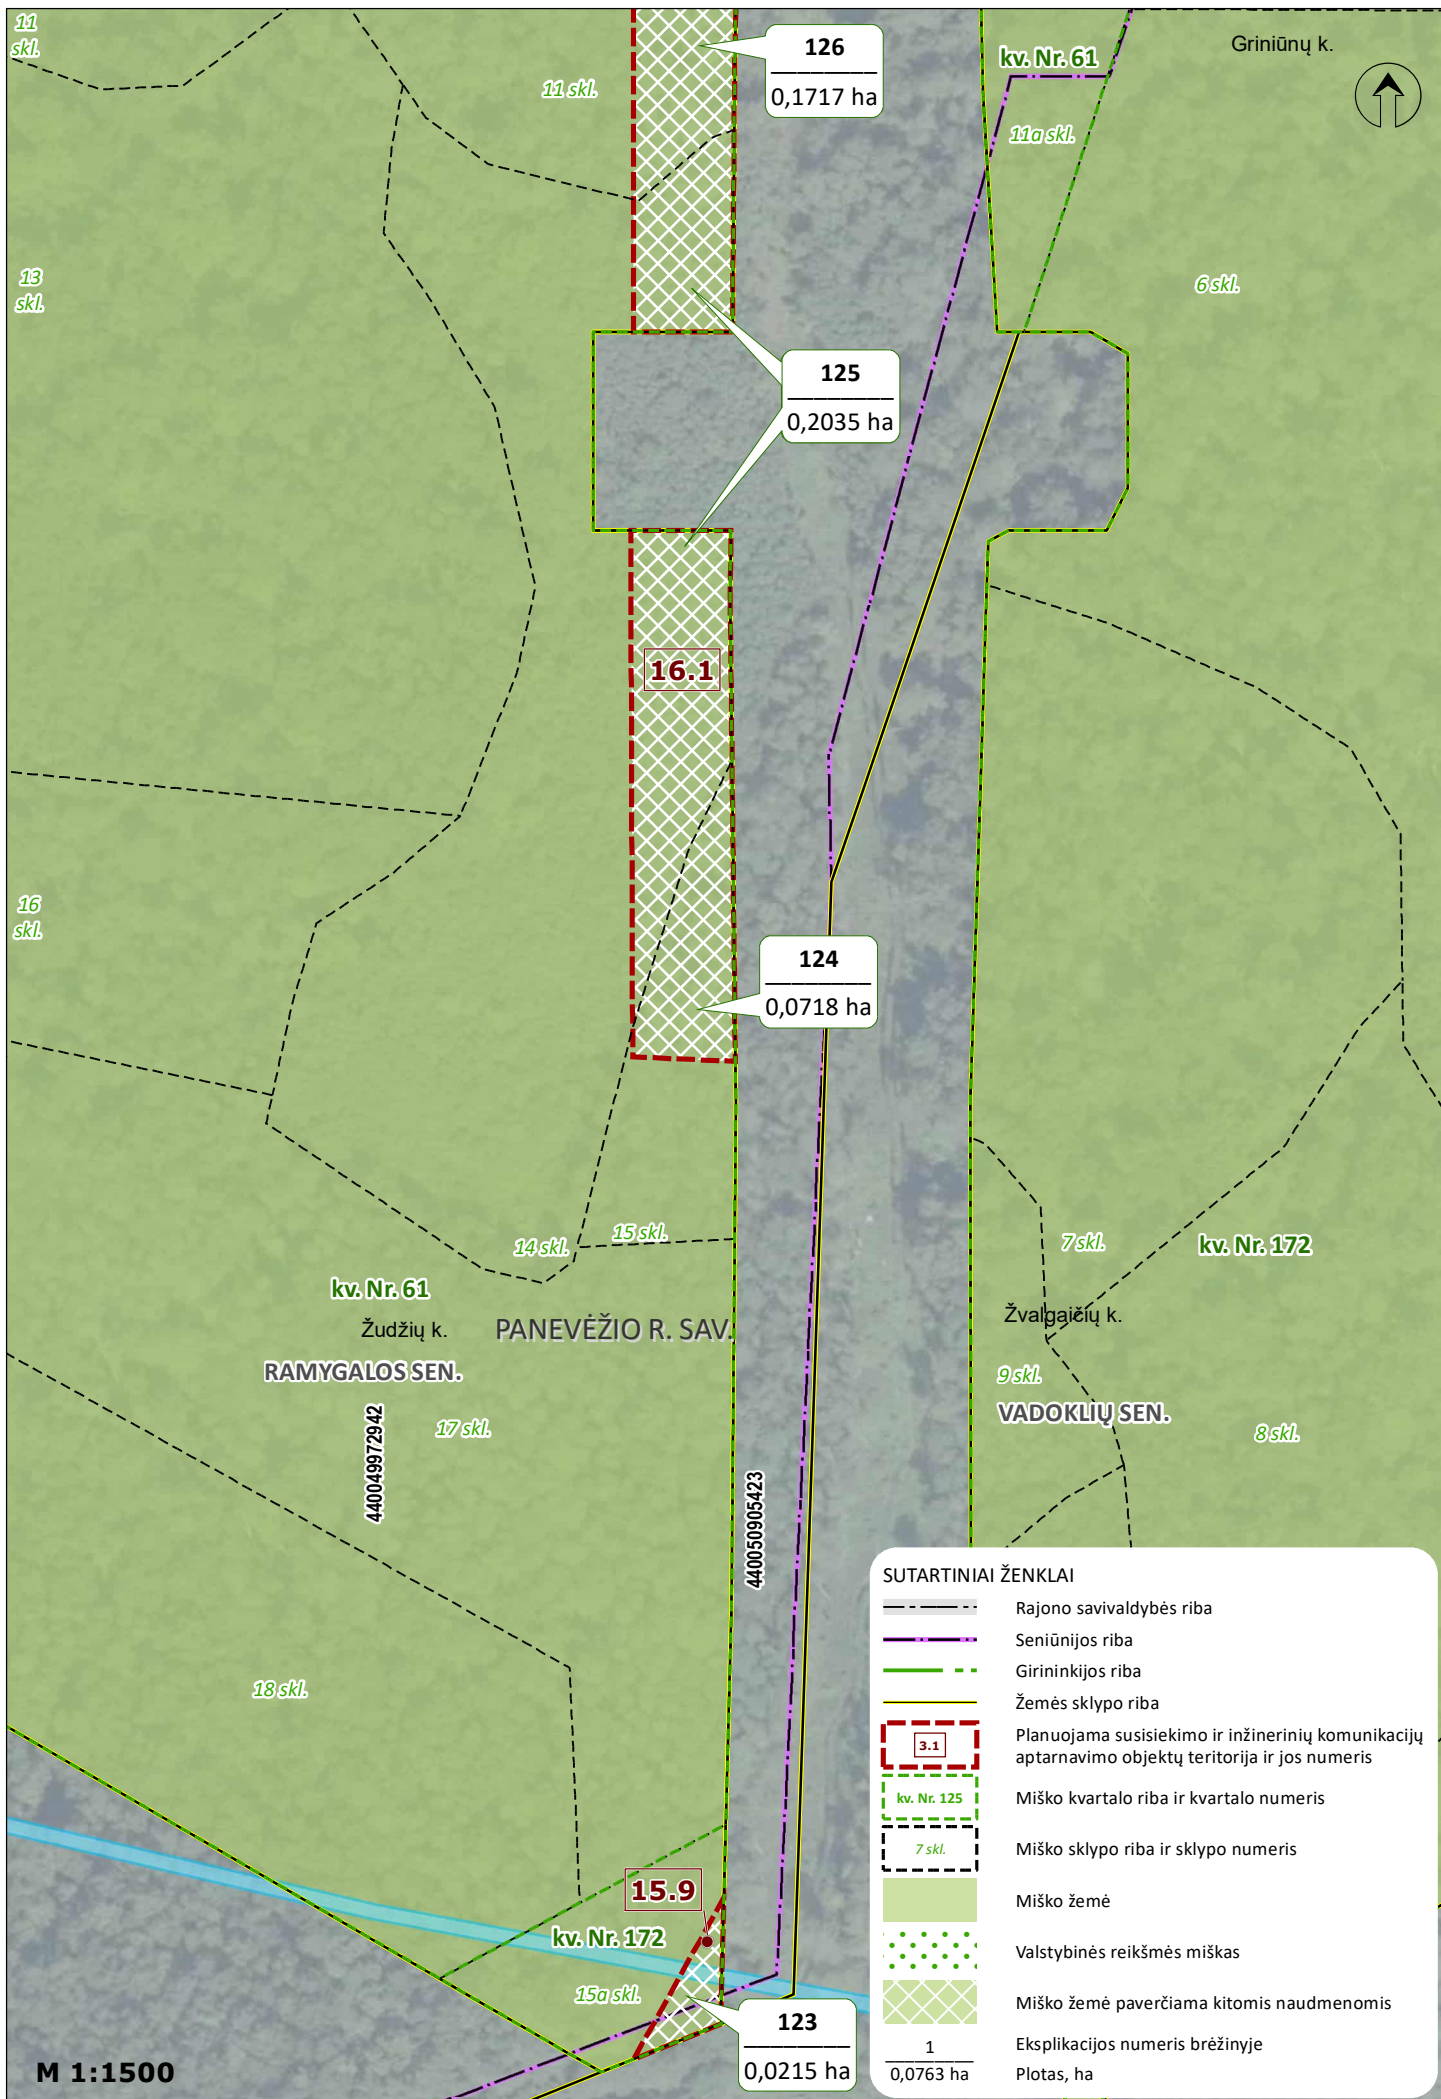 11
skl.
11 skl.
126
0,1717 ha
kv. Nr. 61
Griniūnų k.
11a skl.
13
skl.
6 skl.
125
0,2035 ha
16.1
16
skl.
124
0,0718 ha
14 skl.
15 skl.
7 skl.
kv. Nr. 172
kv. Nr. 61
Žudžių k.
PANEVĖŽIO R. SAV.
Žvalgaičių k.
RAMYGALOS SEN.
9 skl.
VADOKLIŲ SEN.
17 skl.
8 skl.
440049972942
440050905423
18 skl.
15.9
kv. Nr. 172
15a skl.
123
0,0215 ha
M 1:1500
SUTARTINIAI ŽENKLAI
Rajono savivaldybės riba
Seniūnijos riba
Girininkijos riba
Žemės sklypo riba
3.1
Planuojama susisiekimo ir inžinerinių komunikacijų
aptarnavimo objektų teritorija ir jos numeris
kv. Nr. 125
Miško kvartalo riba ir kvartalo numeris
7 skl.
Miško sklypo riba ir sklypo numeris
Miško žemė
Valstybinės reikšmės miškas
Miško žemė paverčiama kitomis naudmenomis
1
Eksplikacijos numeris brėžinyje
0,0763 ha
Plotas, ha